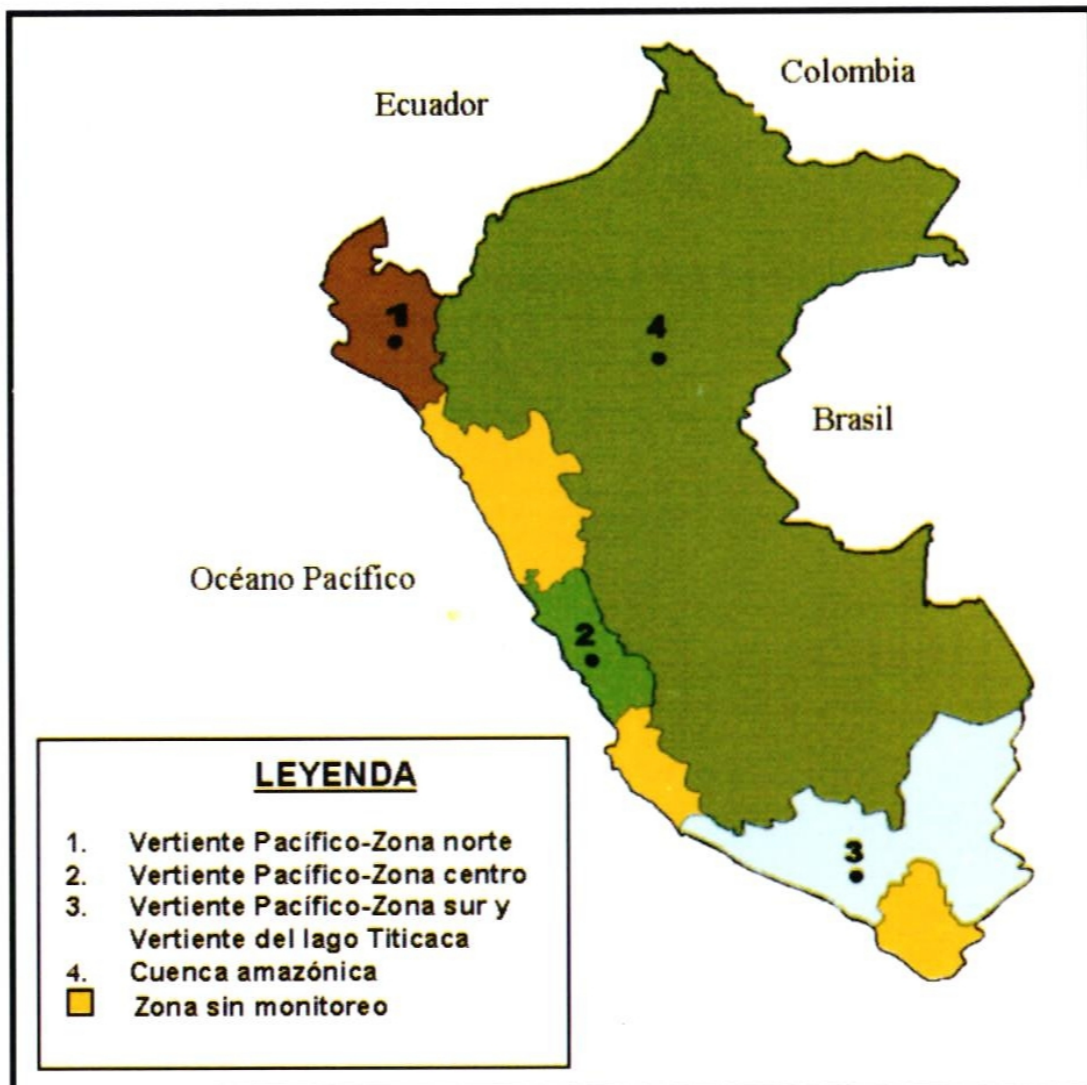 Colombia
Ecuador
1
4
Brasil
Océano Pacífico
2
3
LEYENDA
1. Vertiente Pacífico-Zona norte
2. Vertiente Pacífico-Zona centro
3. Vertiente Pacífico-Zona sur y
Vertiente del lago Titicaca
4. Cuenca amazónica
Zona sin monitoreo